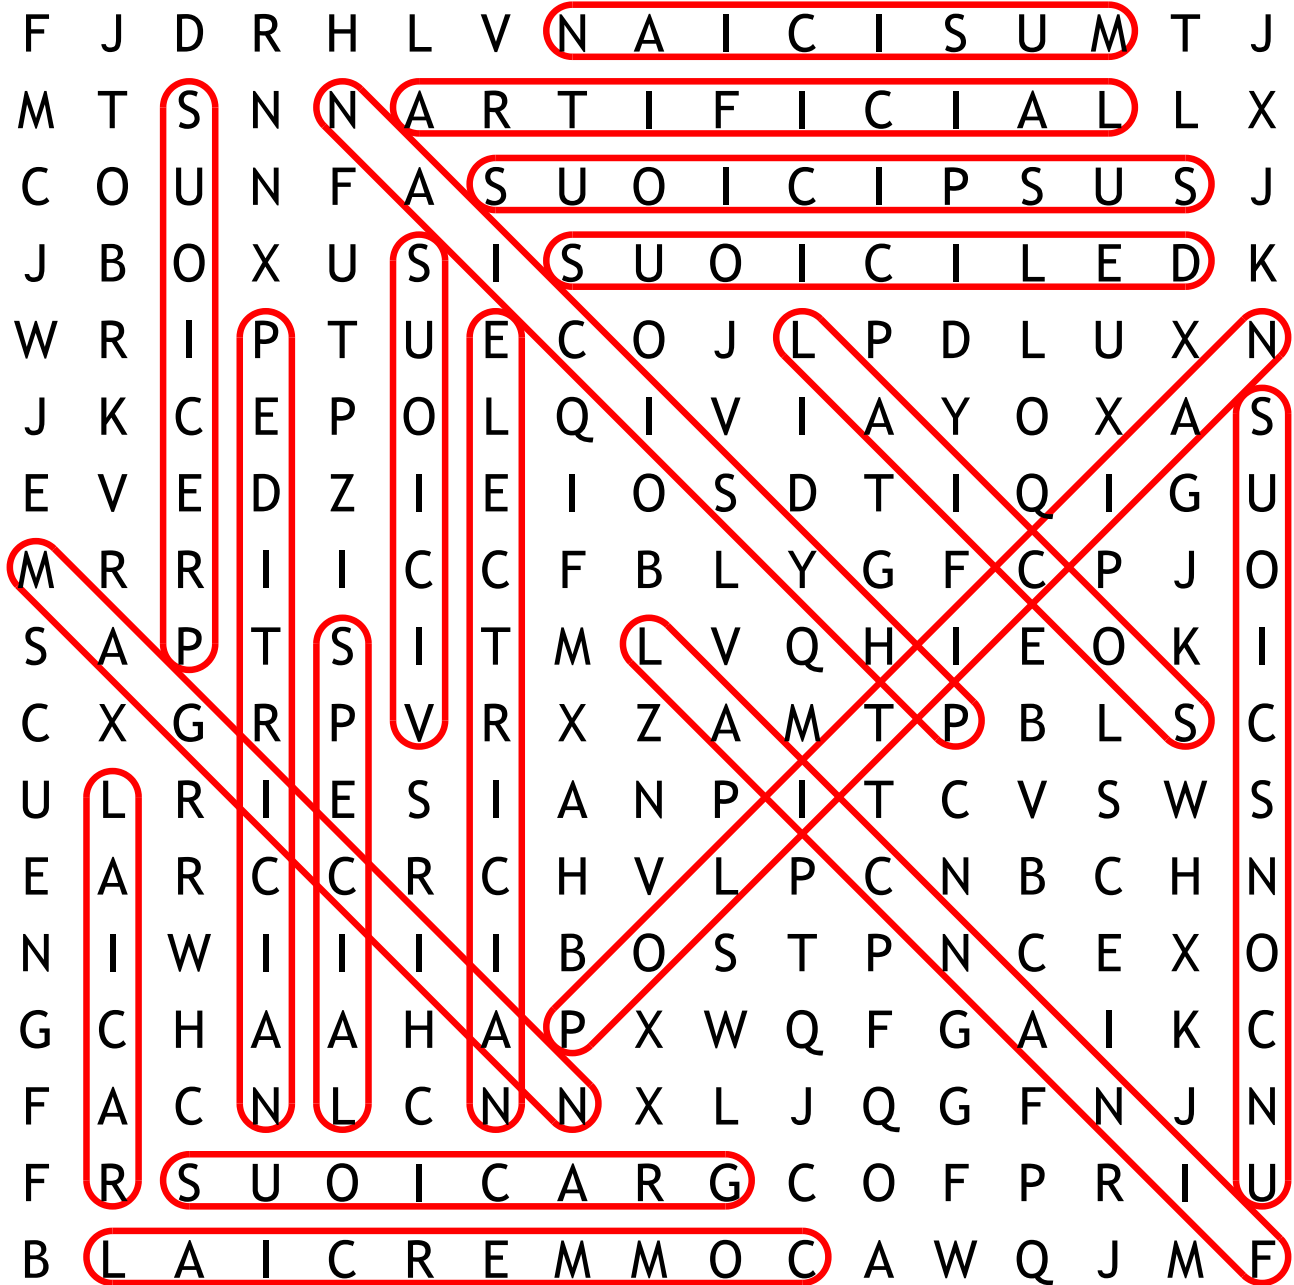 F J D R H L V N A I C I S U M T J
M T S N N A R T I F I C I A L L X
C O U N F A S U O I C I P S U S J
J B O X U S I S U O I C I L E D K
W R I P T U E C O J L P D L U X N
J K C E P O L Q I V I A Y O X A S
E V E D Z I E I O S D T I Q I G U
M R R I I C C F B L Y G F C P J O
S A P T S I T M L V Q H I E O K I
C X G R P V R X Z A M T P B L S C
U L R I E S I A N P I T C V S W S
E A R C C R C H V L P C N B C H N
N I W I I I I B O S T P N C E X O
G C H A A H A P X W Q F G A I K C
F A C N L C N N X L J Q G F N J N
F R S U O I C A R G C O F P R I U
B L A I C R E M M O C A W Q J M F